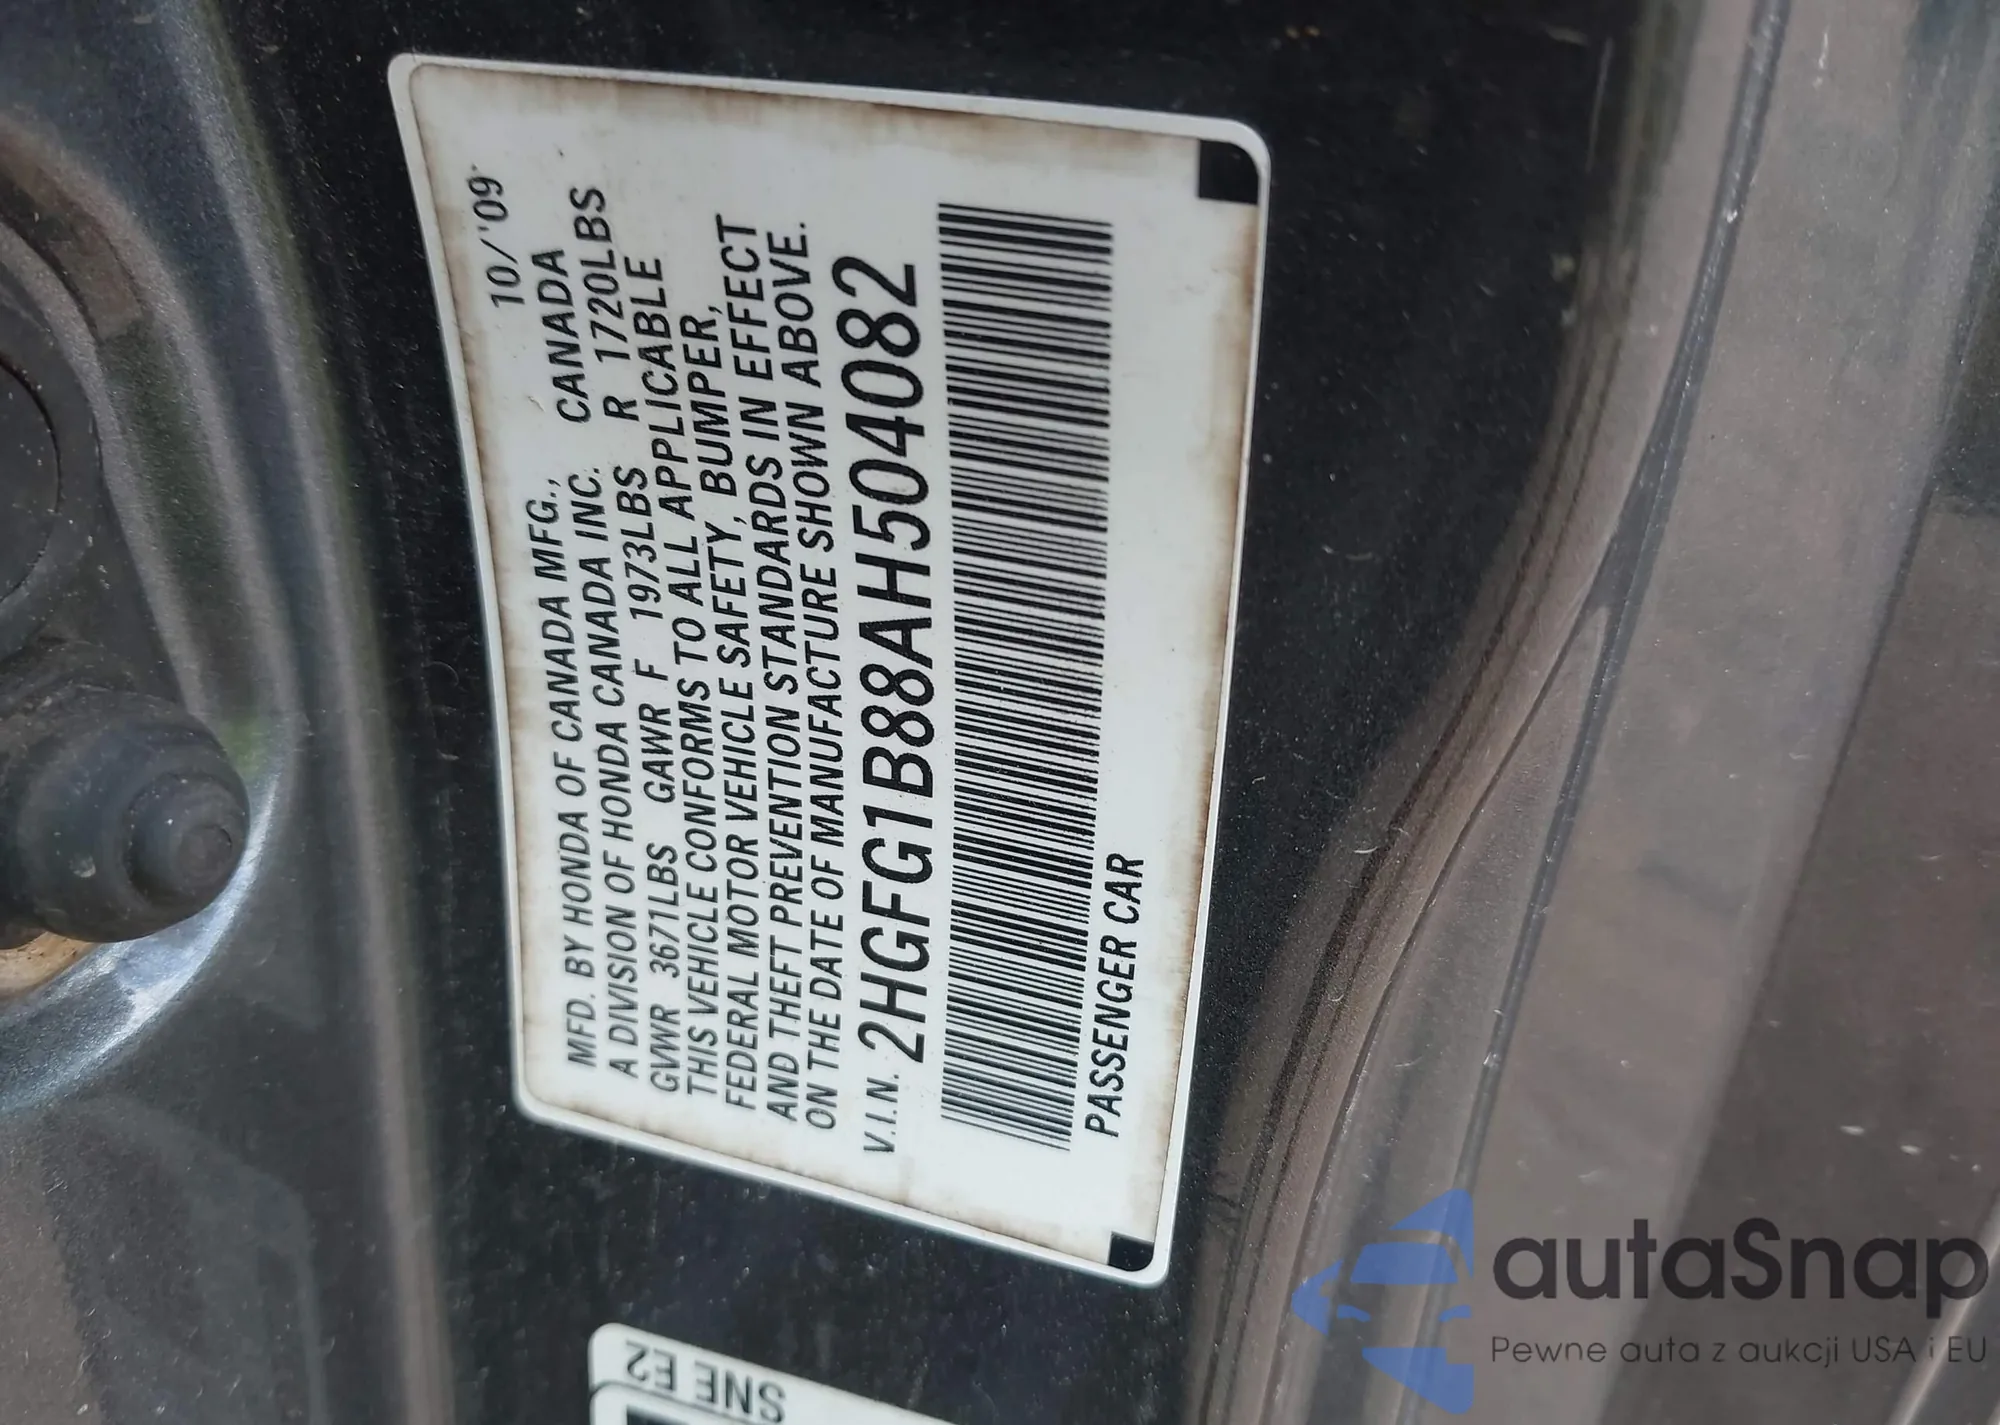 10/'09
MFD. BY HONDA OF CANADA MFG., CANADA
A DIVISION OF HONDA CANADA INC.
GVWR 3671LBS GAWR F 1973LBS R 1720LBS
THIS VEHICLE CONFORMS TO ALL APPLICABLE
FEDERAL MOTOR VEHICLE SAFETY, BUMPER,
AND THEFT PREVENTION STANDARDS IN EFFECT
ON THE DATE OF MANUFACTURE SHOWN ABOVE.
V.I.N. 2HGFG1B88AH504082
PASSENGER CAR
SNE E2
autaSnap
Pewne auta z aukcji USA i EU